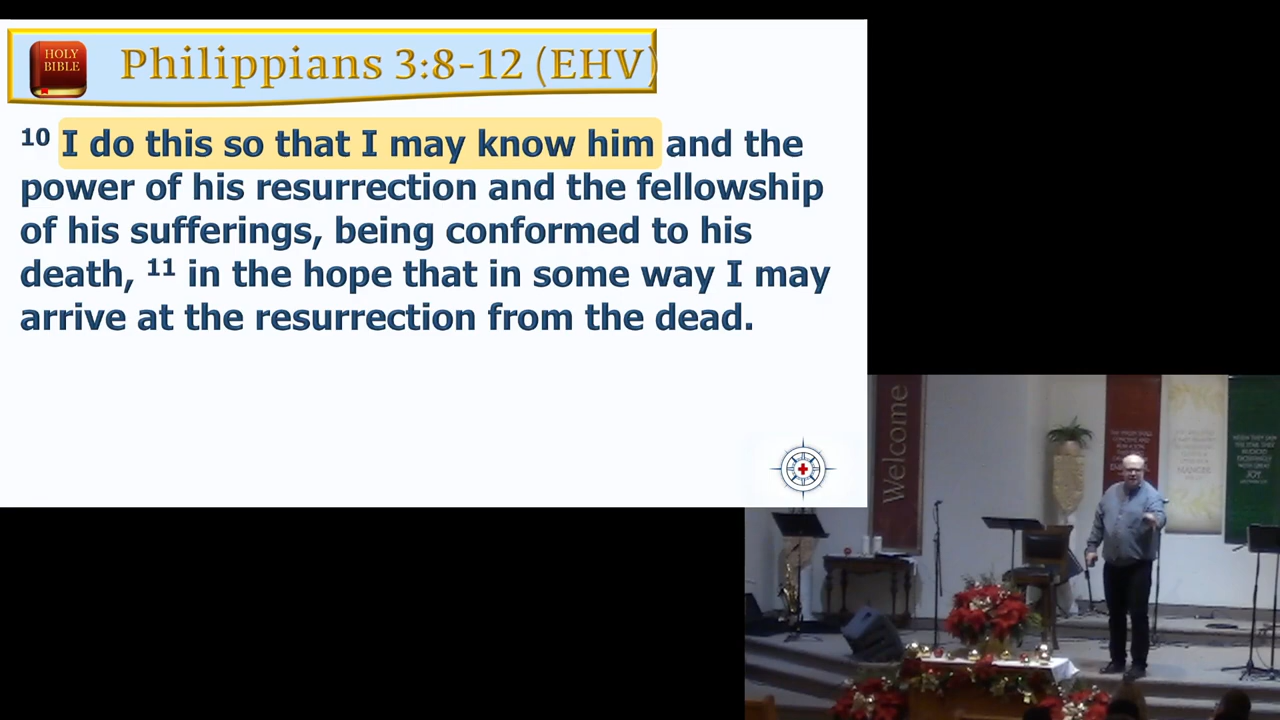 HOLY
BIBLE
Philippians 3:8-12 (EHV)
10 I do this so that I may know him and the
power of his resurrection and the fellowship
of his sufferings, being conformed to his
death, 11 in the hope that in some way I may
arrive at the resurrection from the dead.
Welcome
JOY